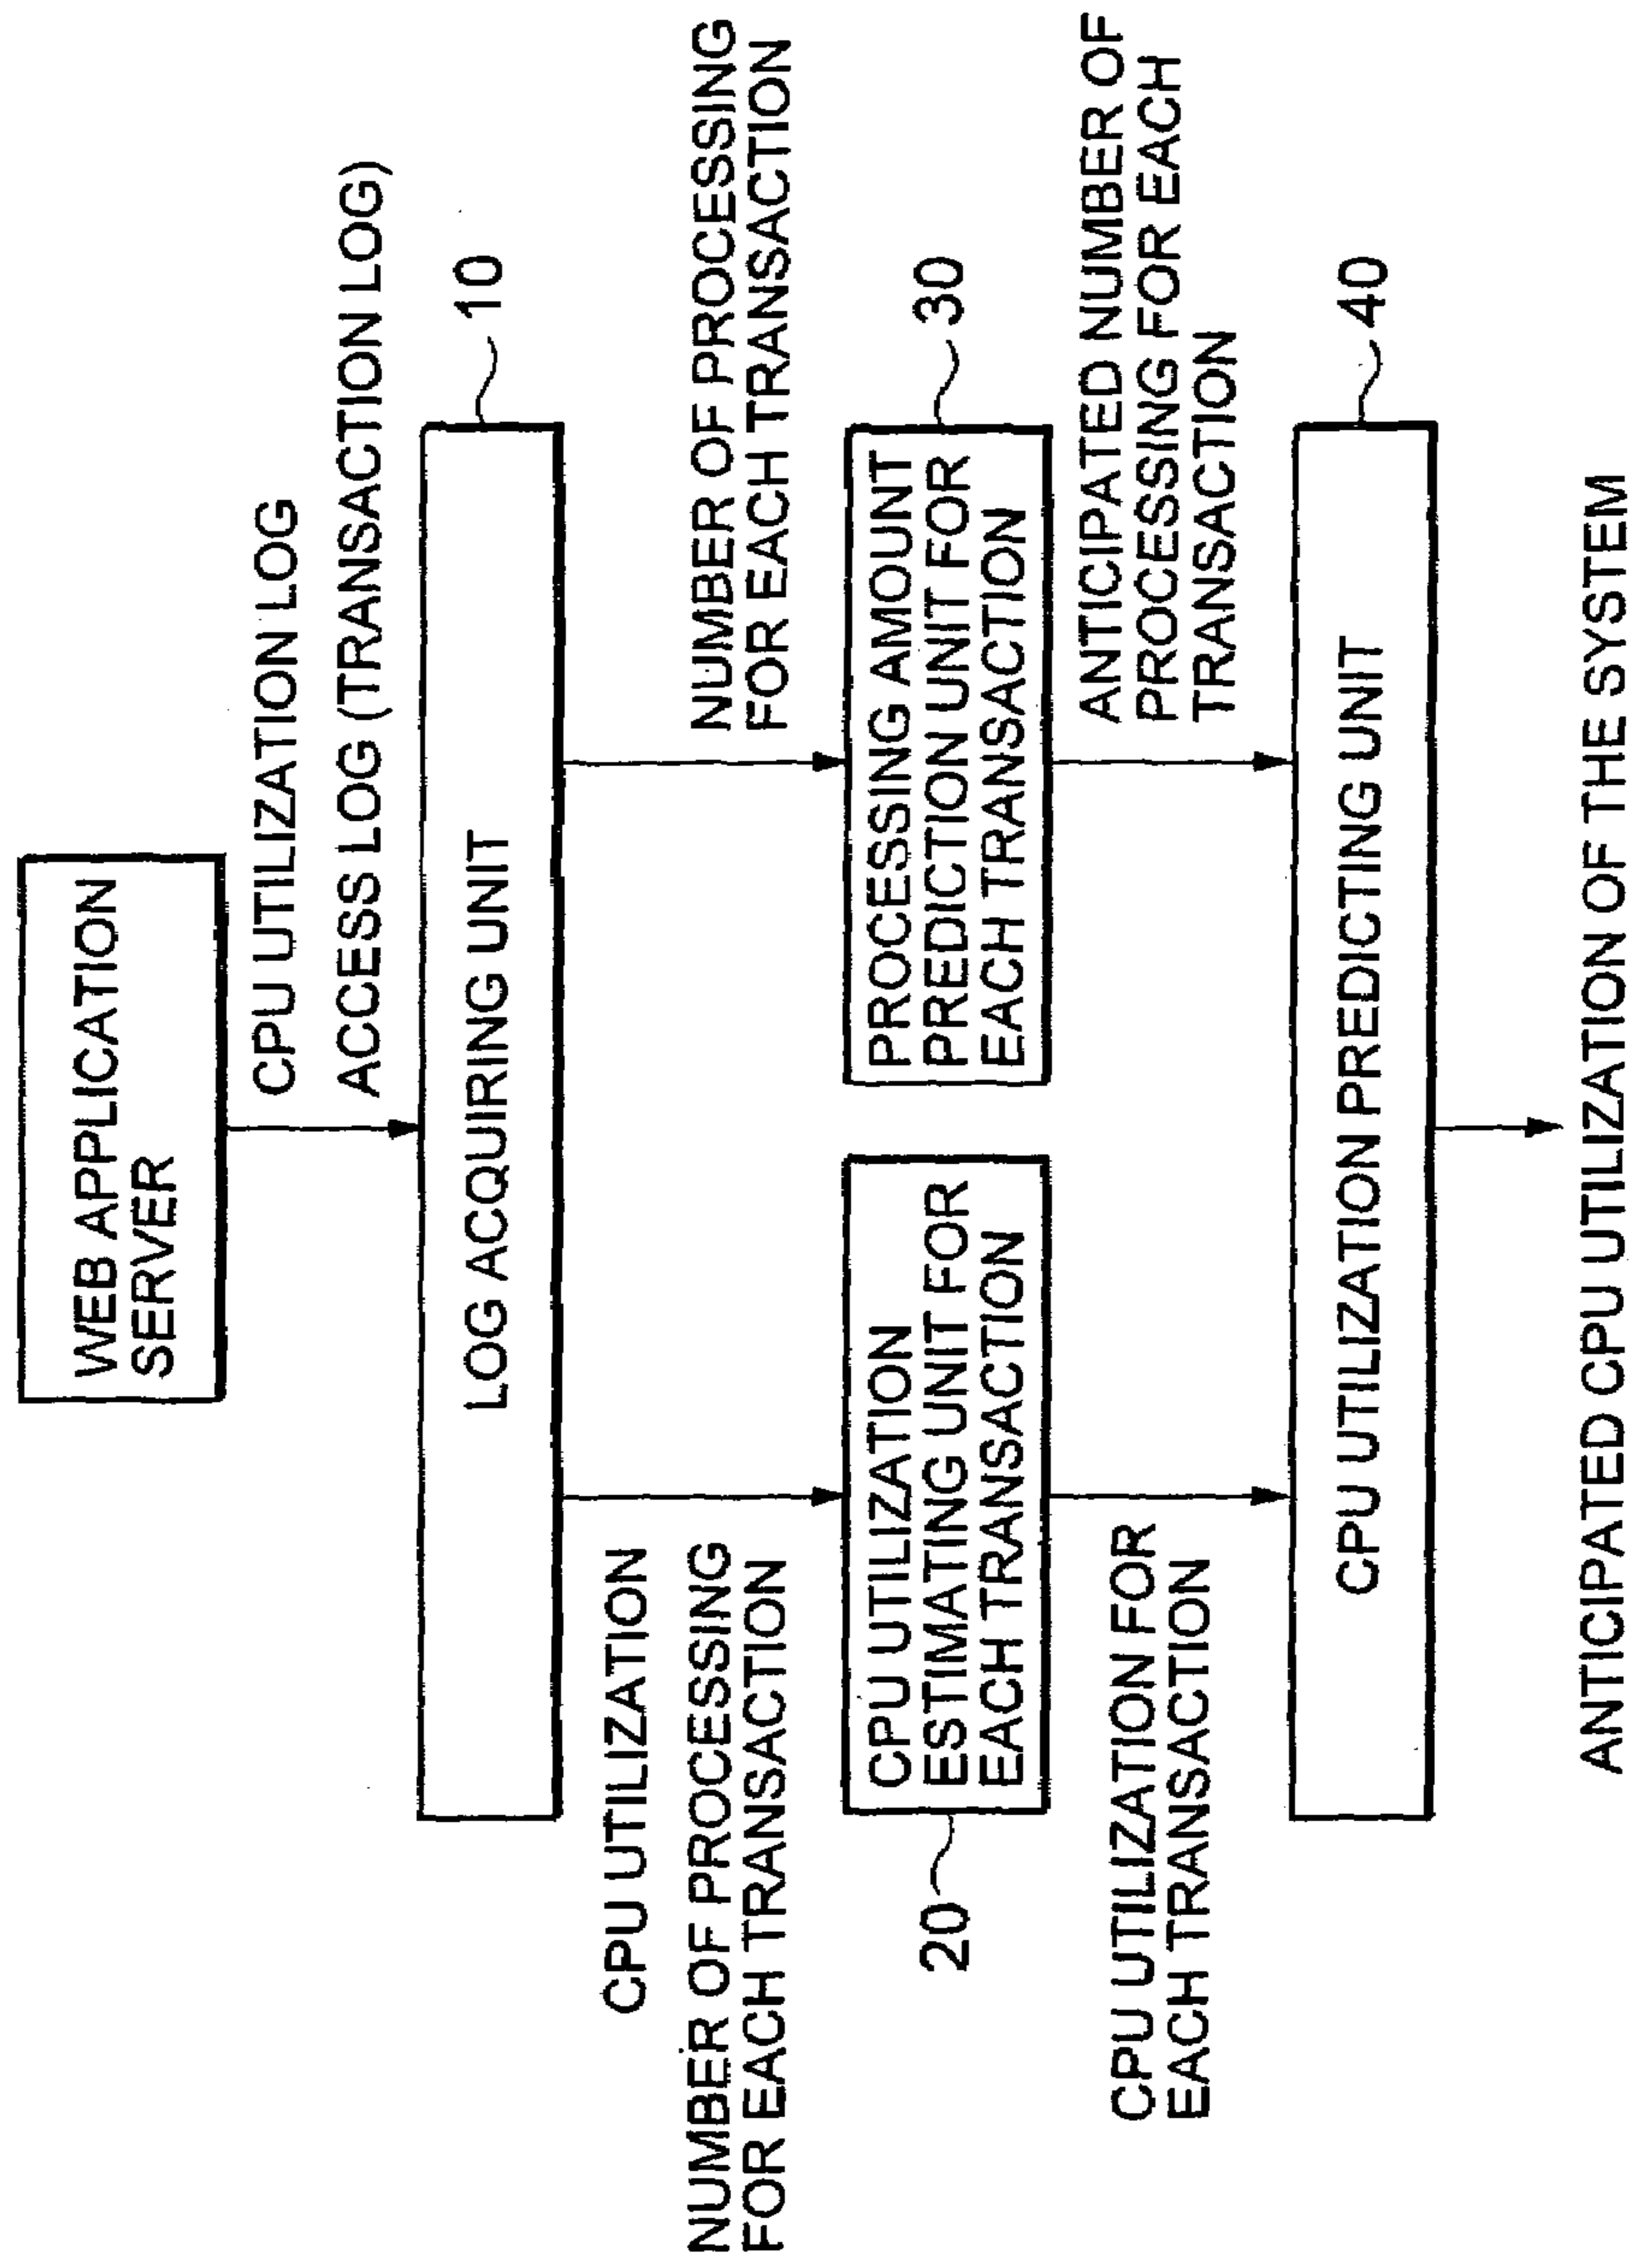 WEB APPLICATION
SERVER
CPU UTILIZATION LOG
ACCESS LOG (TRANSACTION LOG)
LOG ACQUIRING UNIT
10
CPU UTILIZATION
NUMBER OF PROCESSING
FOR EACH TRANSACTION
NUMBER OF PROCESSING
FOR EACH TRANSACTION
20
CPU UTILIZATION
ESTIMATING UNIT FOR
EACH TRANSACTION
PROCESSING AMOUNT
PREDICTION UNIT FOR
EACH TRANSACTION
30
CPU UTILIZATION FOR
EACH TRANSACTION
ANTICIPATED NUMBER OF
PROCESSING FOR EACH
TRANSACTION
CPU UTILIZATION PREDICTING UNIT
40
ANTICIPATED CPU UTILIZATION OF THE SYSTEM